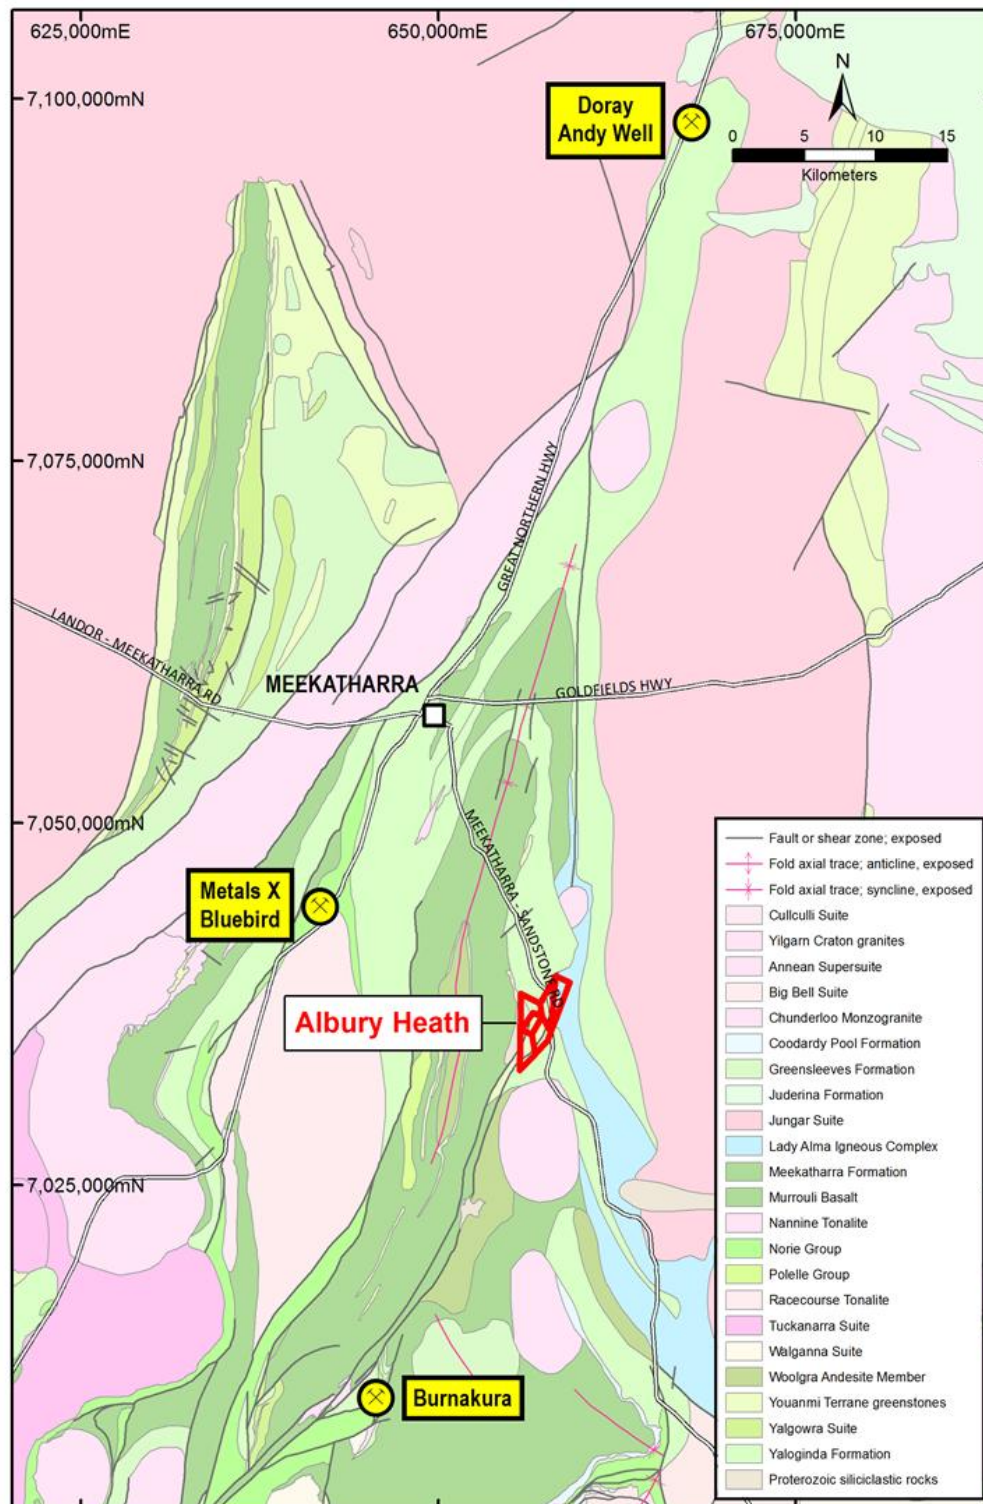 625,000mE
650,000mE
675,000mE
7,100,000mN
Doray
Andy Well
N
0 5 10 15
Kilometers
7,075,000mN
GREAT NORTHERN HWY
LANDOR - MEEKATHARRA RD
MEEKATHARRA
GOLDFIELDS HWY
7,050,000mN
MEEKATHARRA - SANDSTONE RD
Metals X
Bluebird
Albury Heath
7,025,000mN
Burnakura
Fault or shear zone; exposed
Fold axial trace; anticline, exposed
Fold axial trace; syncline, exposed
Cullculli Suite
Yilgarn Craton granites
Annean Supersuite
Big Bell Suite
Chunderloo Monzogranite
Coodardy Pool Formation
Greensleeves Formation
Juderina Formation
Jungar Suite
Lady Alma Igneous Complex
Meekatharra Formation
Murrouli Basalt
Nannine Tonalite
Norie Group
Polelle Group
Racecourse Tonalite
Tuckanarra Suite
Walganna Suite
Woolgra Andesite Member
Youanmi Terrane greenstones
Yalgowra Suite
Yaloginda Formation
Proterozoic siliciclastic rocks